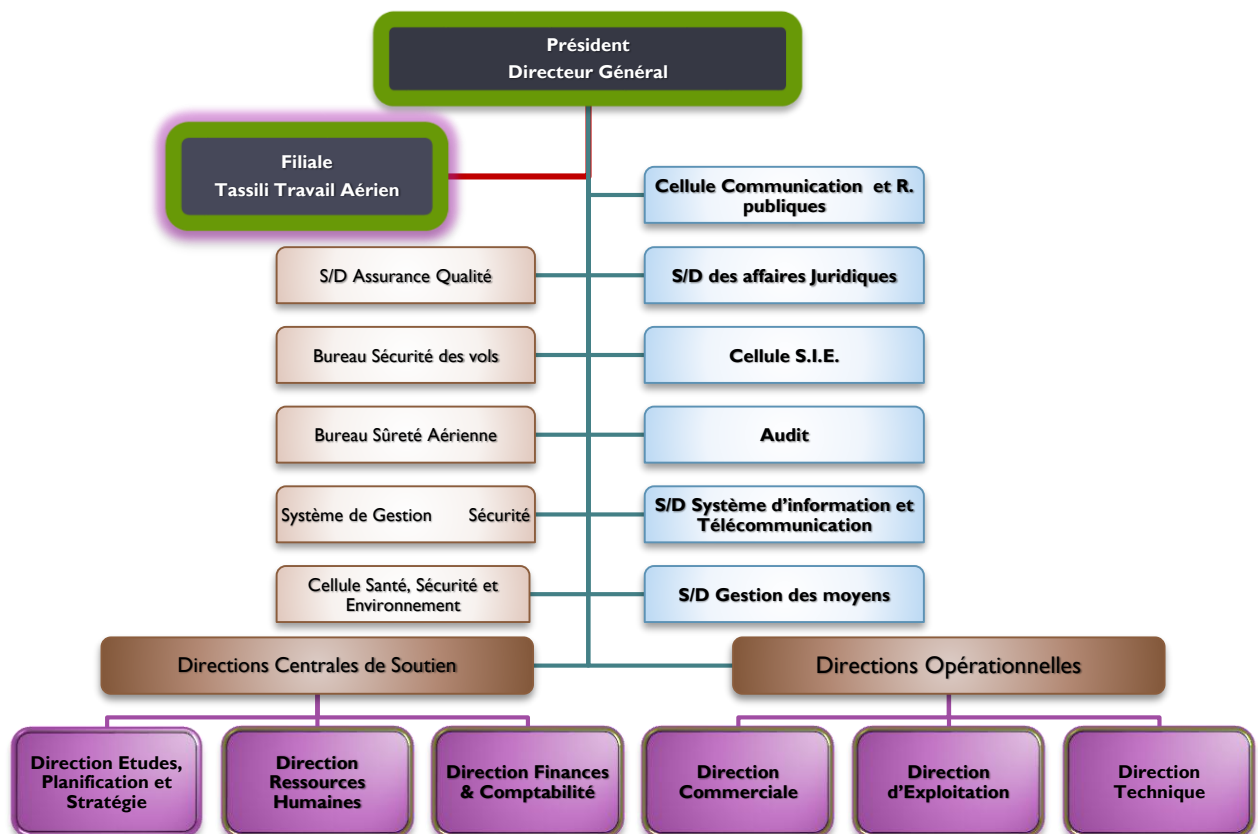 Président
Directeur Général
Filiale
Tassili Travail Aérien
Cellule Communication et R.
publiques
S/D Assurance Qualité
S/D des affaires Juridiques
Bureau Sécurité des vols
Cellule S.I.E.
Bureau Sûreté Aérienne
Audit
Système de Gestion Sécurité
S/D Système d'information et
Télécommunication
Cellule Santé, Sécurité et
Environnement
S/D Gestion des moyens
Directions Centrales de Soutien
Directions Opérationnelles
Direction Etudes,
Planification et
Stratégie
Direction
Ressources
Humaines
Direction Finances
& Comptabilité
Direction
Commerciale
Direction
d'Exploitation
Direction
Technique